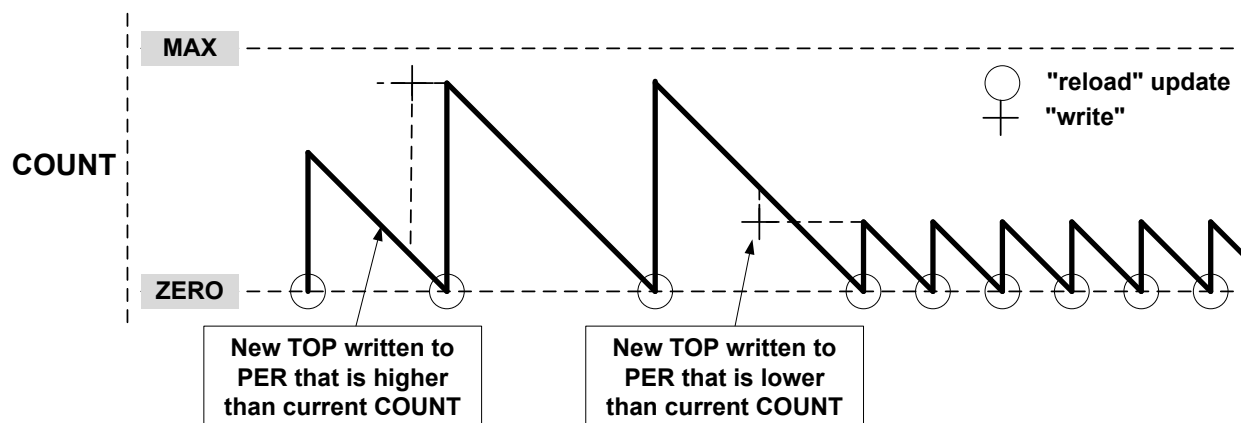 MAX
"reload" update
"write"
COUNT
ZERO
New TOP written to
PER that is higher
than current COUNT
New TOP written to
PER that is lower
than current COUNT